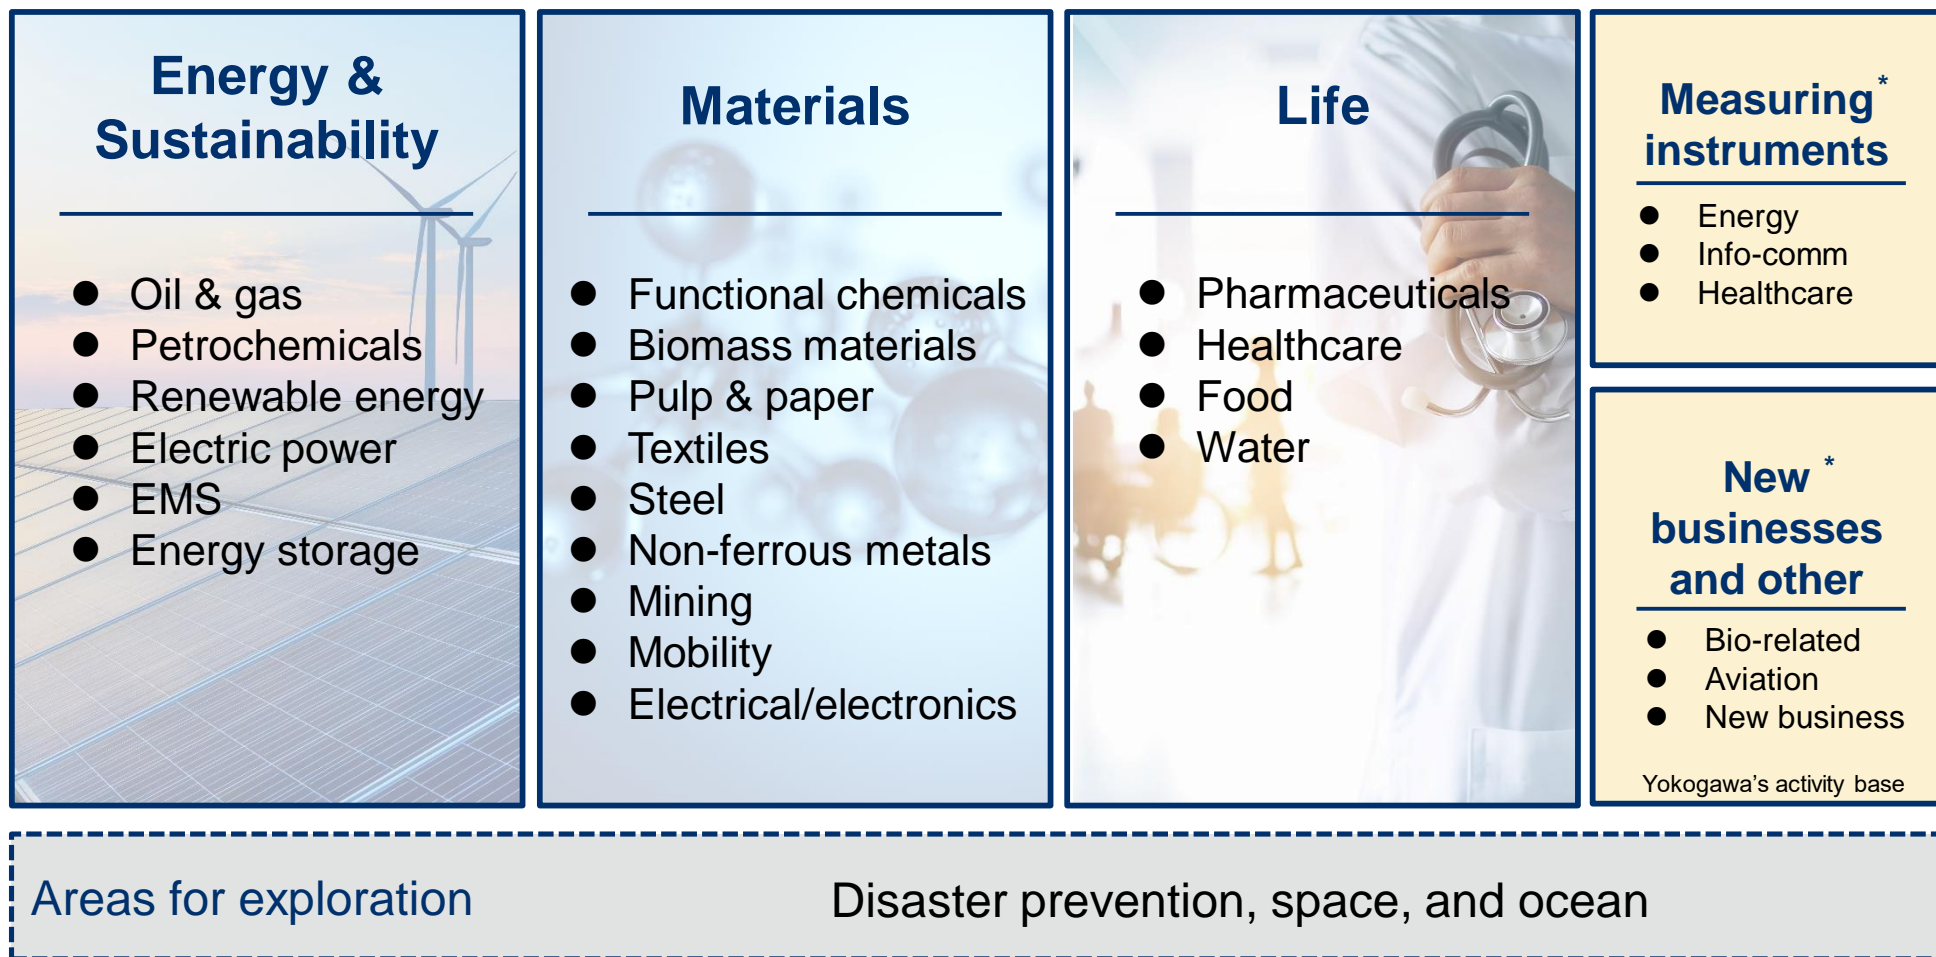 Energy &
Sustainability
● Oil & gas
● Petrochemicals
● Renewable energy
● Electric power
● EMS
● Energy storage
Materials
● Functional chemicals
● Biomass materials
● Pulp & paper
● Textiles
● Steel
● Non-ferrous metals
● Mining
● Mobility
● Electrical/electronics
Life
● Pharmaceuticals
● Healthcare
● Food
● Water
Measuring*
instruments
● Energy
● Info-comm
● Healthcare
New *
businesses
and other
● Bio-related
● Aviation
● New business
Yokogawa’s activity base
Areas for exploration
Disaster prevention, space, and ocean